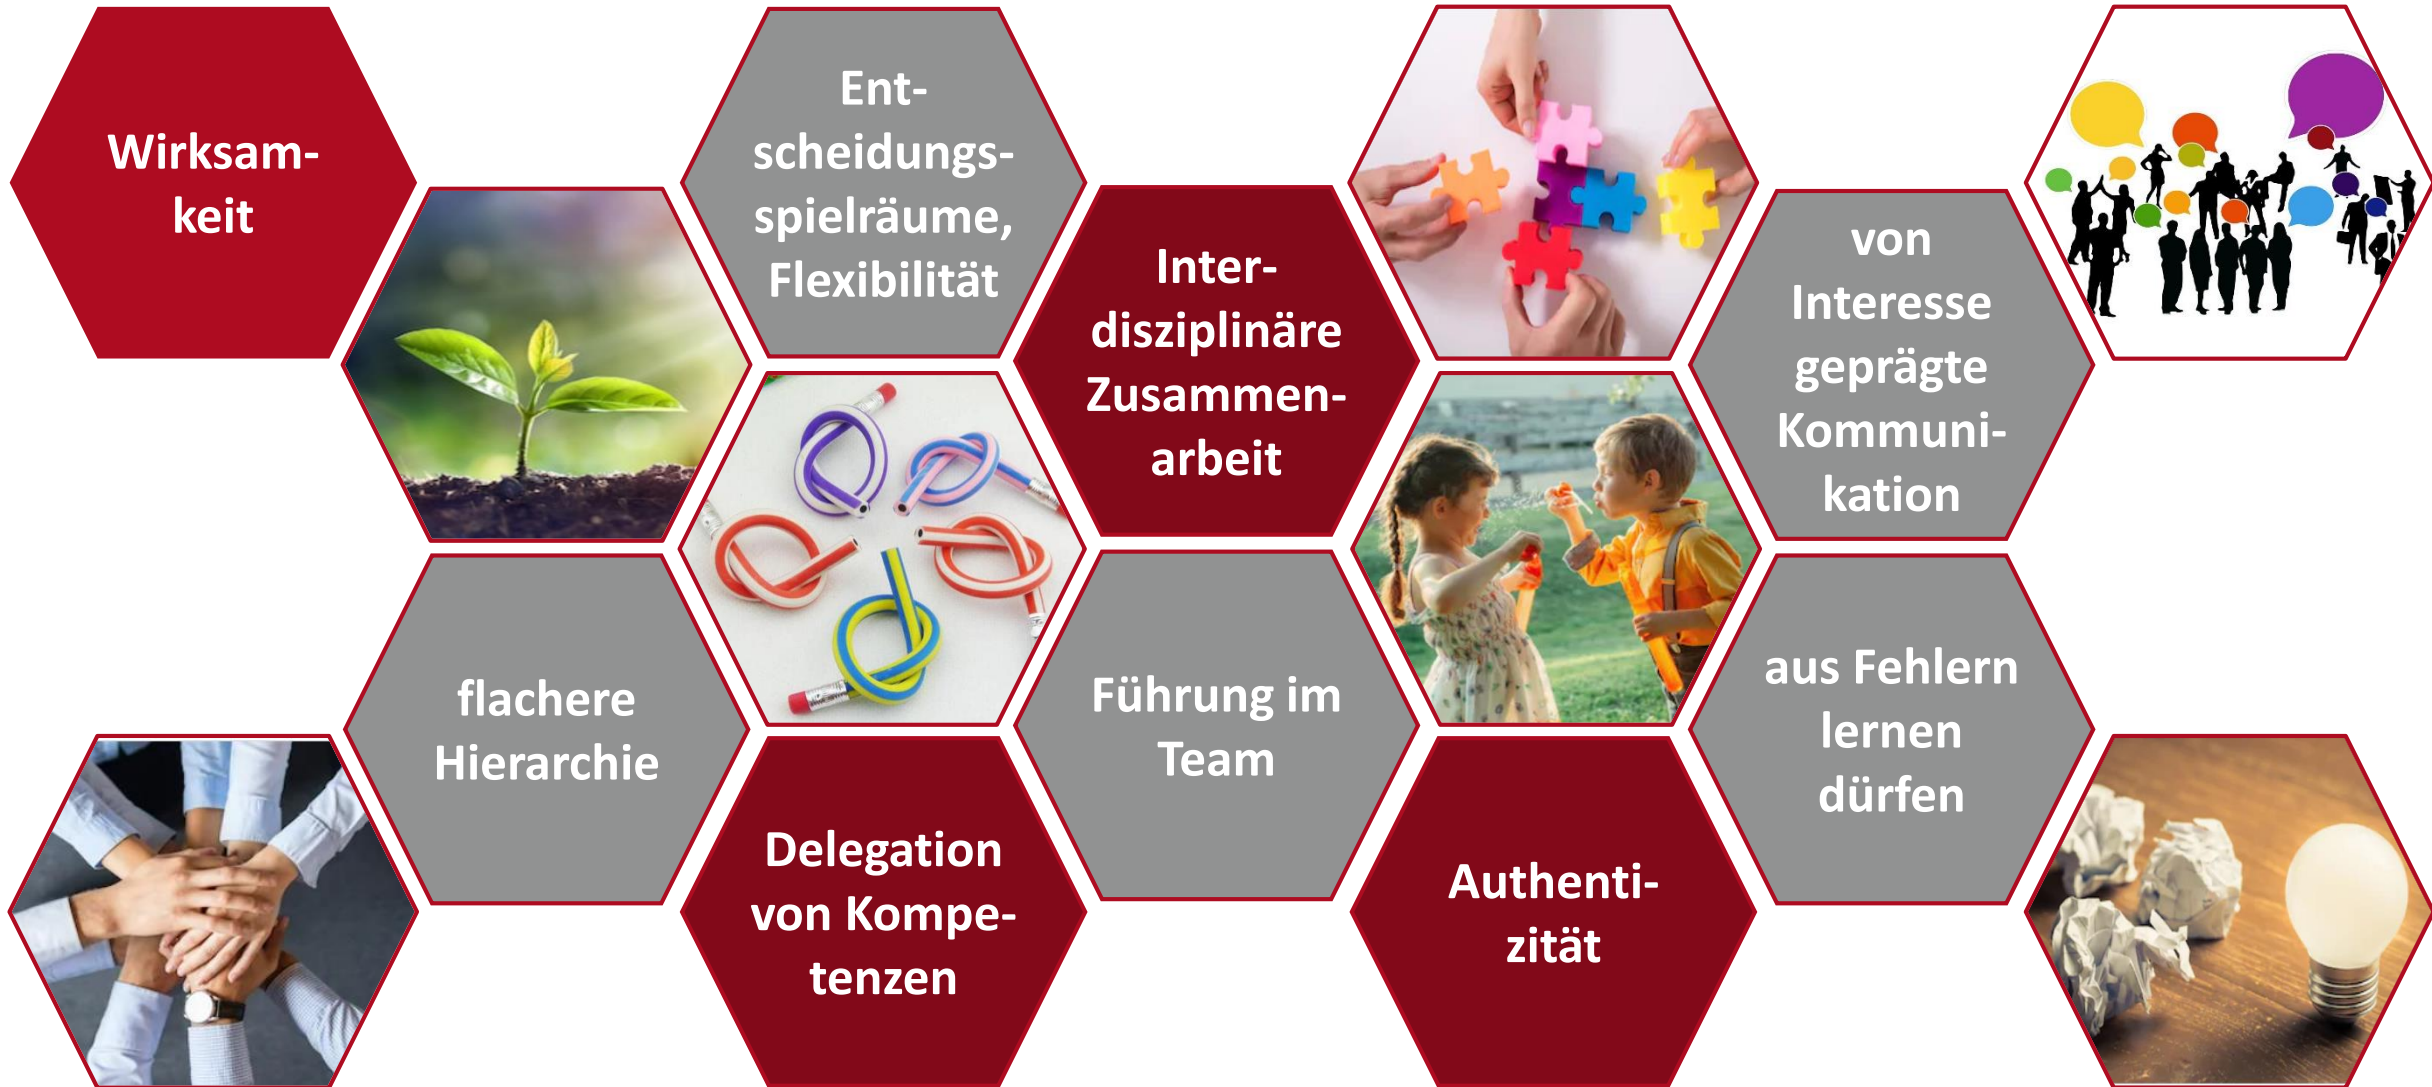 Wirksam-
keit
Ent-
scheidungs-
spielräume,
Flexibilität
Inter-
disziplinäre
Zusammen-
arbeit
von
Interesse
geprägte
Kommuni-
kation
flachere
Hierarchie
Führung im
Team
aus Fehlern
lernen
dürfen
Delegation
von Kompe-
tenzen
Authenti-
zität